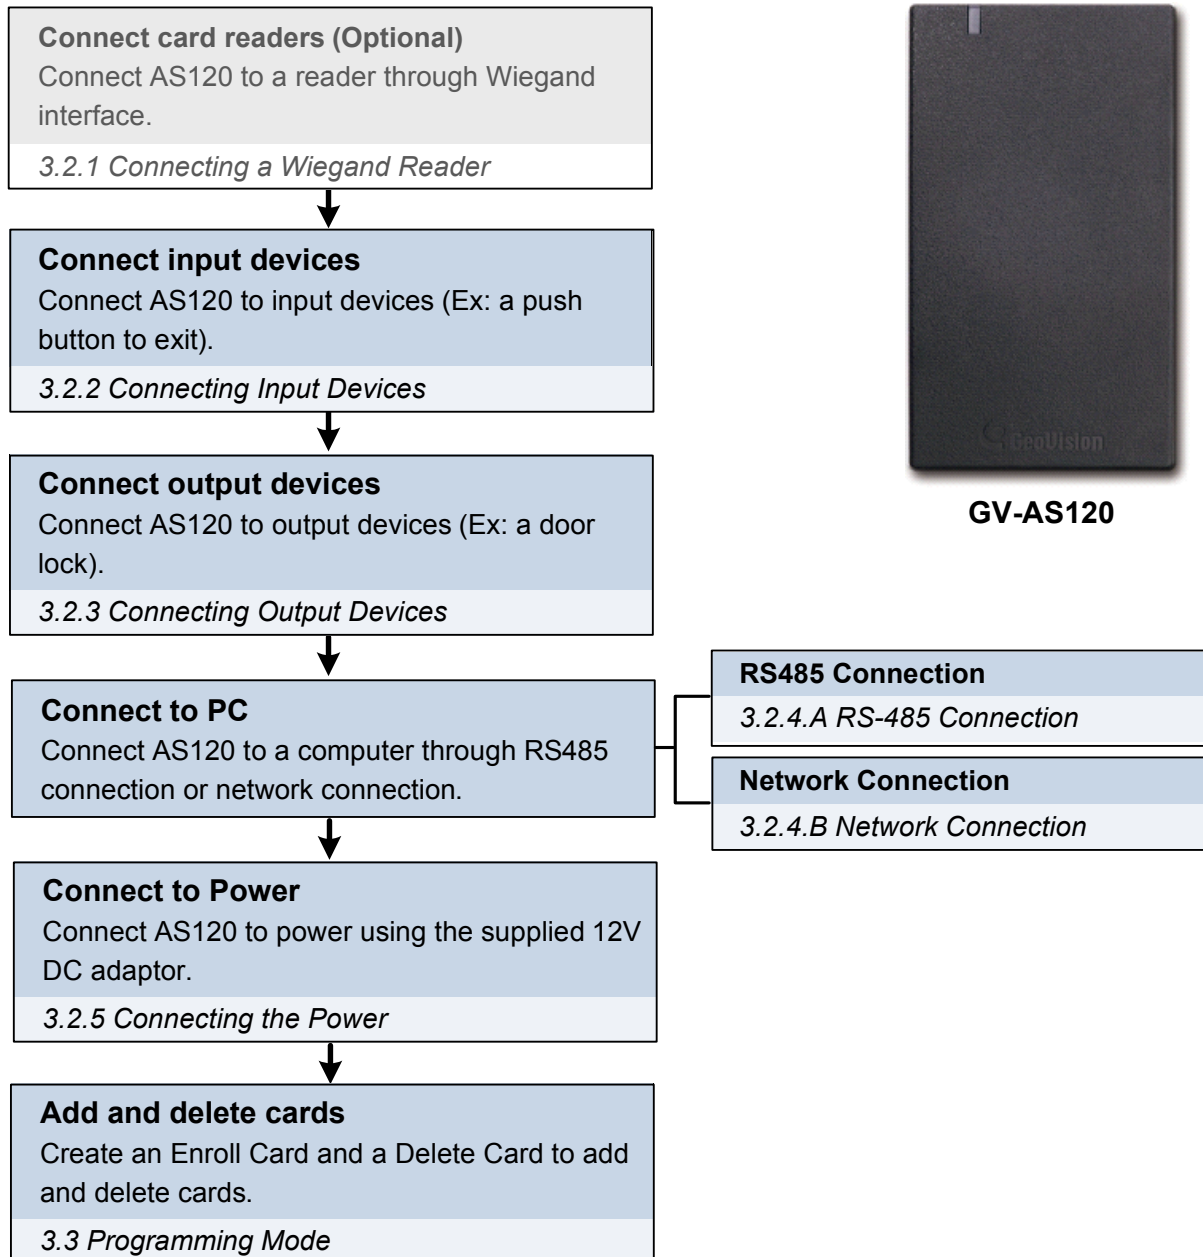 Connect card readers (Optional)
Connect AS120 to a reader through Wiegand
interface.
3.2.1 Connecting a Wiegand Reader
Connect input devices
Connect AS120 to input devices (Ex: a push
button to exit).
3.2.2 Connecting Input Devices
Connect output devices
Connect AS120 to output devices (Ex: a door
lock).
3.2.3 Connecting Output Devices
Connect to PC
Connect AS120 to a computer through RS485
connection or network connection.
RS485 Connection
3.2.4.A RS-485 Connection
Network Connection
3.2.4.B Network Connection
Connect to Power
Connect AS120 to power using the supplied 12V
DC adaptor.
3.2.5 Connecting the Power
Add and delete cards
Create an Enroll Card and a Delete Card to add
and delete cards.
3.3 Programming Mode
GeoVision
GV-AS120